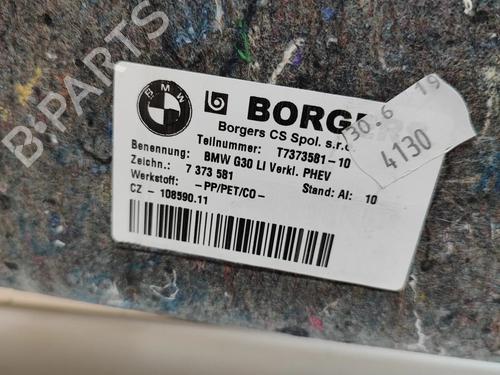 B-PARTS
BMW
BORGERS
Borgers CS Spol. s.r.o
Teilnummer: T7373581-10
Benennung: BMW G30 LI Verkl. PHEV
Zeichn.: 7 373 581
Stand: AI: 10
Werkstoff: -PP/PET/CO-
CZ - 108590.11
30.6 19
4130